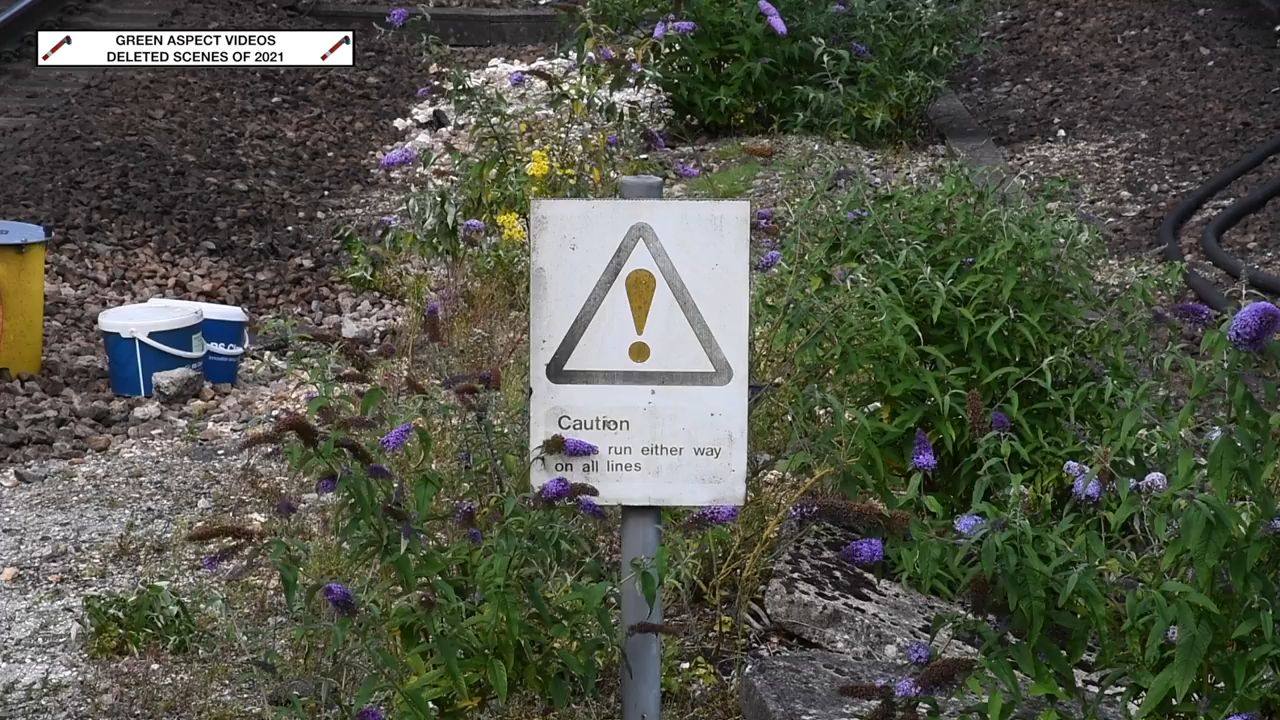 GREEN ASPECT VIDEOS
DELETED SCENES OF 2021
Caution
run either way
on all lines